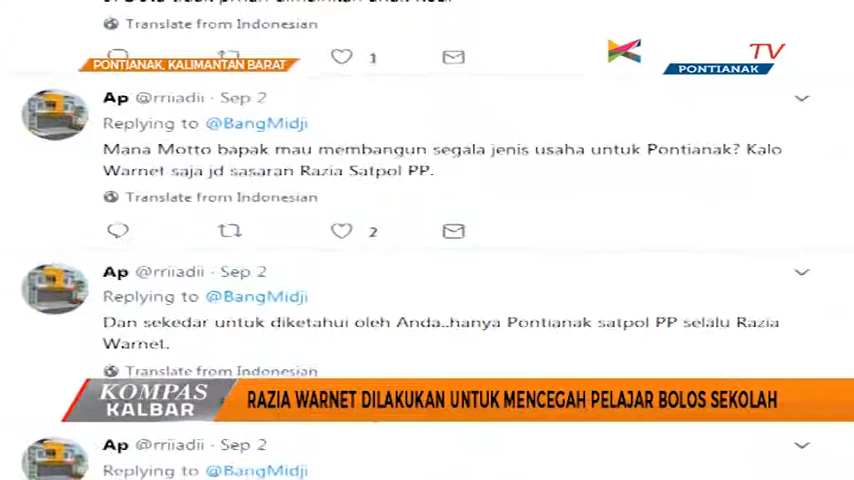 Translate from Indonesian
1
PONTIANAK, KALIMANTAN BARAT
TV
PONTIANAK
Ap @rriiadii · Sep 2
Replying to @BangMidji
Mana Motto bapak mau membangun segala jenis usaha untuk Pontianak? Kalo
Warnet saja jd sasaran Razia Satpol PP.
Translate from Indonesian
2
Ap @rriiadii · Sep 2
Replying to @BangMidji
Dan sekedar untuk diketahui oleh Anda..hanya Pontianak satpol PP selalu Razia
Warnet.
Translate from Indonesian
KOMPAS
KALBAR
RAZIA WARNET DILAKUKAN UNTUK MENCEGAH PELAJAR BOLOS SEKOLAH
Ap @rriiadii · Sep 2
Replying to @BangMidji